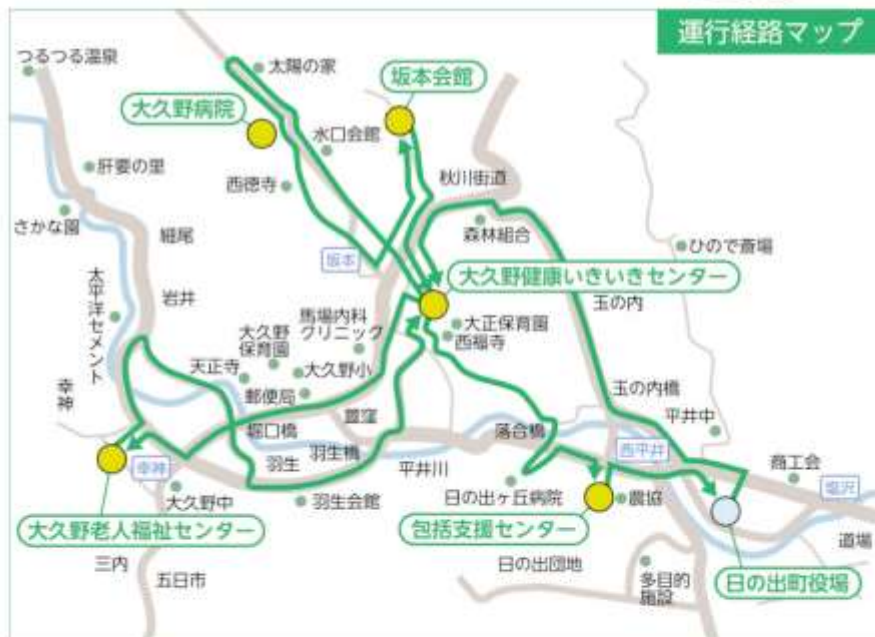 運行経路マップ
つるつる温泉
太陽の家
坂本会館
大久野病院
水口会館
肝要の里
西徳寺
秋川街道
さかな園
細尾
森林組合
ひので斎場
坂本
大久野健康いきいきセンター
太平洋セメント
岩井
玉の内
馬場内科
クリニック
大正保育園
西福寺
大久野
保育園
天正寺
大久野小
幸神
郵便局
玉の内橋
萱窪
平井中
堀口橋
落合橋
羽生橋
西平井
幸神
羽生
平井川
商工会
塩沢
大久野中
羽生会館
日の出ヶ丘病院
農協
大久野老人福祉センター
包括支援センター
道場
三内
日の出団地
五日市
多目的
施設
日の出町役場